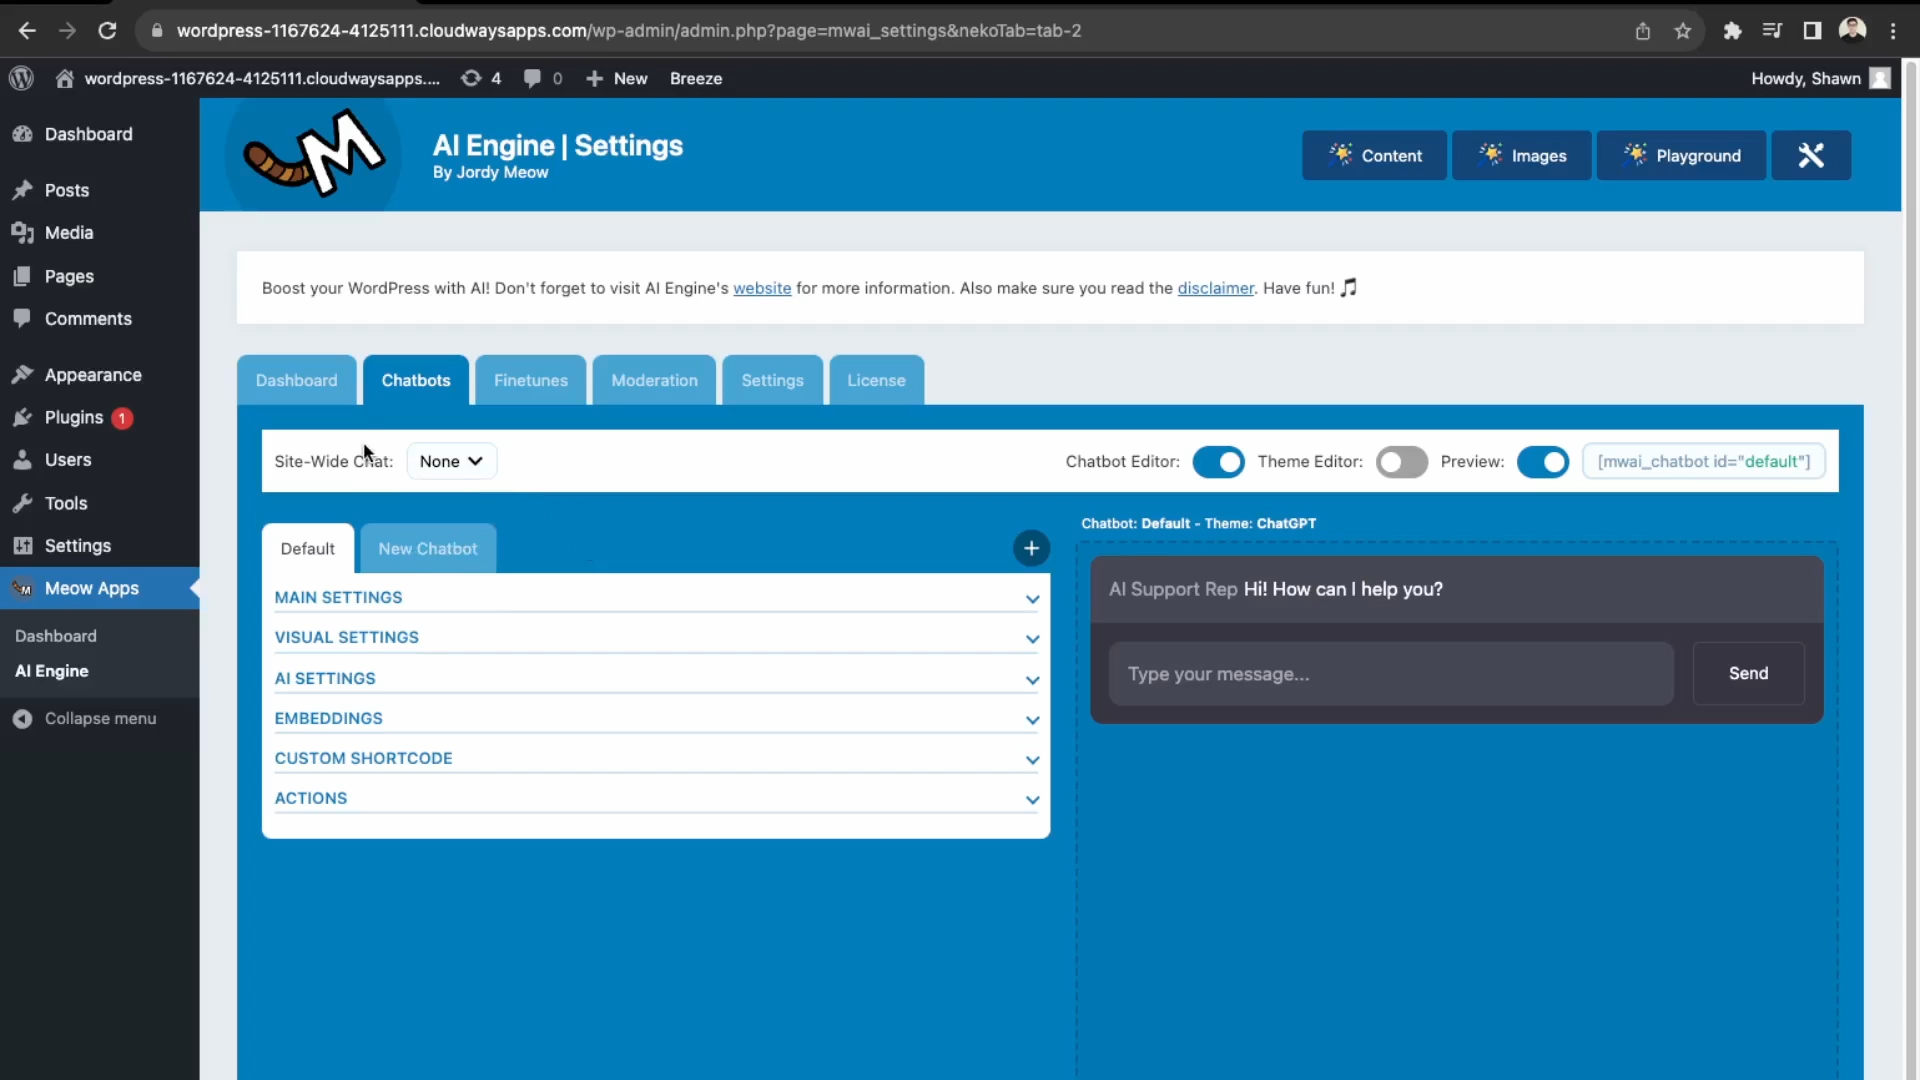 wordpress-1167624-4125111.cloudwaysapps.com/wp-admin/admin.php?page=mwai_settings&nekoTab=tab-2
wordpress-1167624-4125111.cloudwaysapps.... 4 0 New Breeze Howdy, Shawn
Dashboard
Posts
Media
Pages
Comments
Appearance
Plugins 1
Users
Tools
Settings
M Meow Apps
Dashboard
AI Engine
Collapse menu
M
AI Engine | Settings
By Jordy Meow
Content Images Playground
Boost your WordPress with AI! Don't forget to visit AI Engine's website for more information. Also make sure you read the disclaimer. Have fun!
Dashboard Chatbots Finetunes Moderation Settings License
Site-Wide Chat: None Chatbot Editor: Theme Editor: Preview: [mwai_chatbot id="default"]
Default New Chatbot
MAIN SETTINGS
VISUAL SETTINGS
AI SETTINGS
EMBEDDINGS
CUSTOM SHORTCODE
ACTIONS
Chatbot: Default - Theme: ChatGPT
AI Support Rep Hi! How can I help you?
Type your message... Send